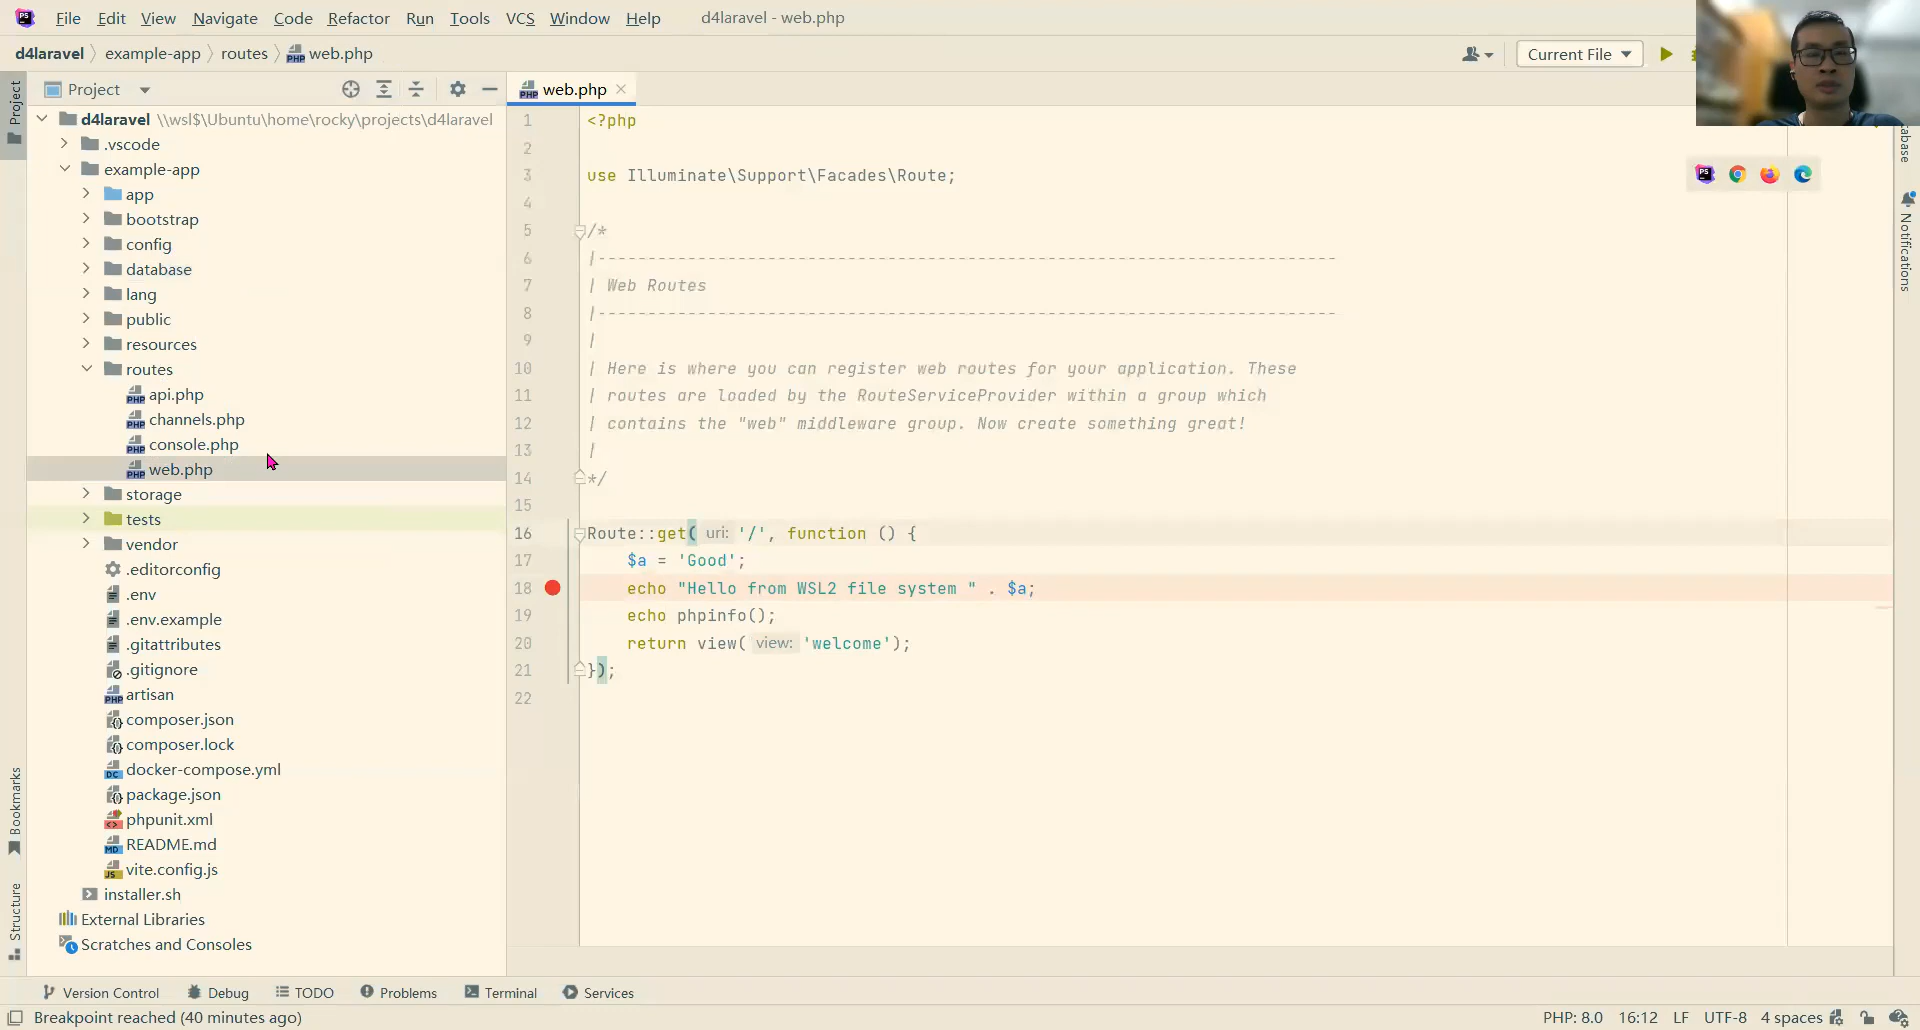 File Edit View Navigate Code Refactor Run Tools VCS Window Help d4laravel - web.php
d4laravel example-app routes web.php
Current File
Project
web.php
Project
d4laravel \\wsl$\Ubuntu\home\rocky\projects\d4laravel
.vscode
example-app
app
bootstrap
config
database
lang
public
resources
routes
api.php
channels.php
console.php
web.php
storage
tests
vendor
.editorconfig
.env
.env.example
.gitattributes
.gitignore
artisan
composer.json
composer.lock
docker-compose.yml
package.json
phpunit.xml
README.md
vite.config.js
installer.sh
External Libraries
Scratches and Consoles
Bookmarks
Structure
1 <?php
2
3 use Illuminate\Support\Facades\Route;
4
5 /*
6 |--------------------------------------------------------------------------
7 | Web Routes
8 |--------------------------------------------------------------------------
9 |
10 | Here is where you can register web routes for your application. These
11 | routes are loaded by the RouteServiceProvider within a group which
12 | contains the "web" middleware group. Now create something great!
13 |
14 */
15
16 Route::get( uri: '/', function () {
17 $a = 'Good';
18 echo "Hello from WSL2 file system " . $a;
19 echo phpinfo();
20 return view( view: 'welcome');
21 });
22
Notifications
Version Control Debug TODO Problems Terminal Services
Breakpoint reached (40 minutes ago)
PHP: 8.0 16:12 LF UTF-8 4 spaces